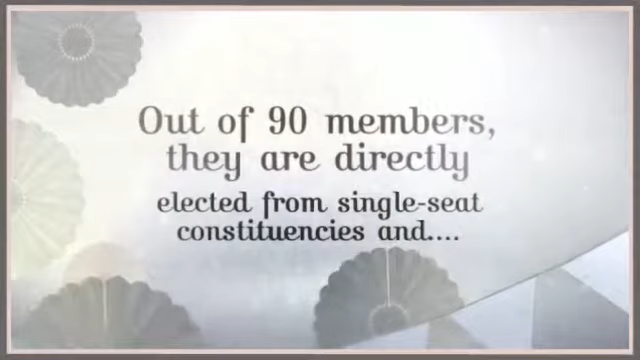 Out of 90 members,
they are directly
elected from single-seat
constituencies and....